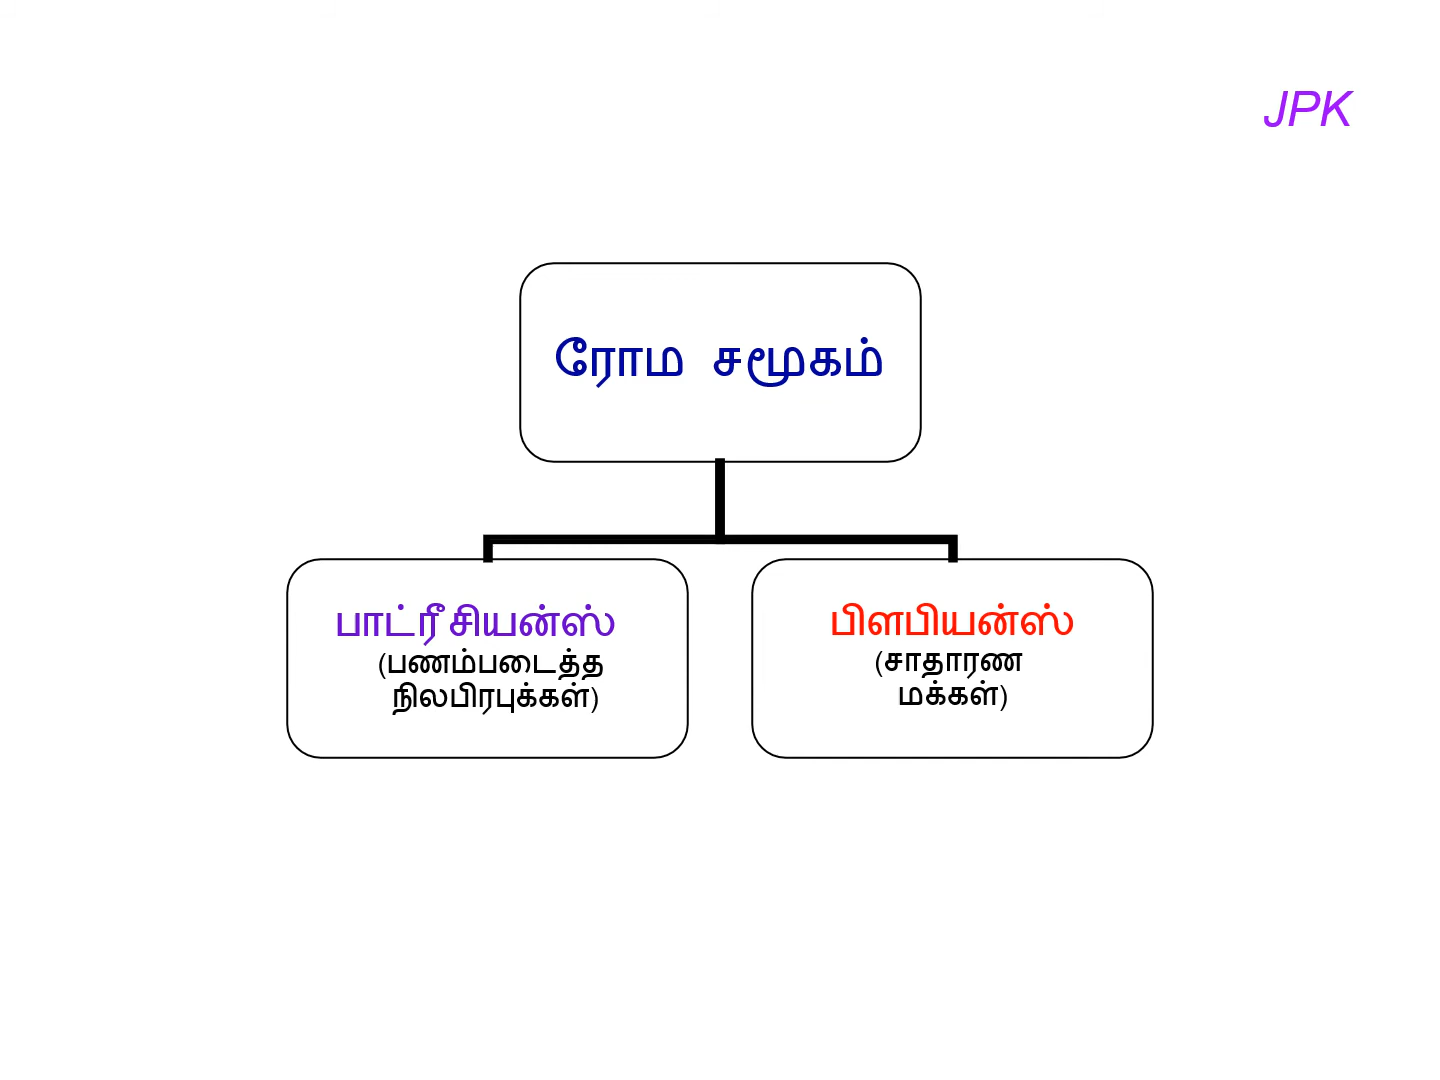 JPK
ரோம சமூகம்
பாட்ரீசியன்ஸ்
(பணம்படைத்த
நிலபிரபுக்கள்)
பிளபியன்ஸ்
(சாதாரண
மக்கள்)